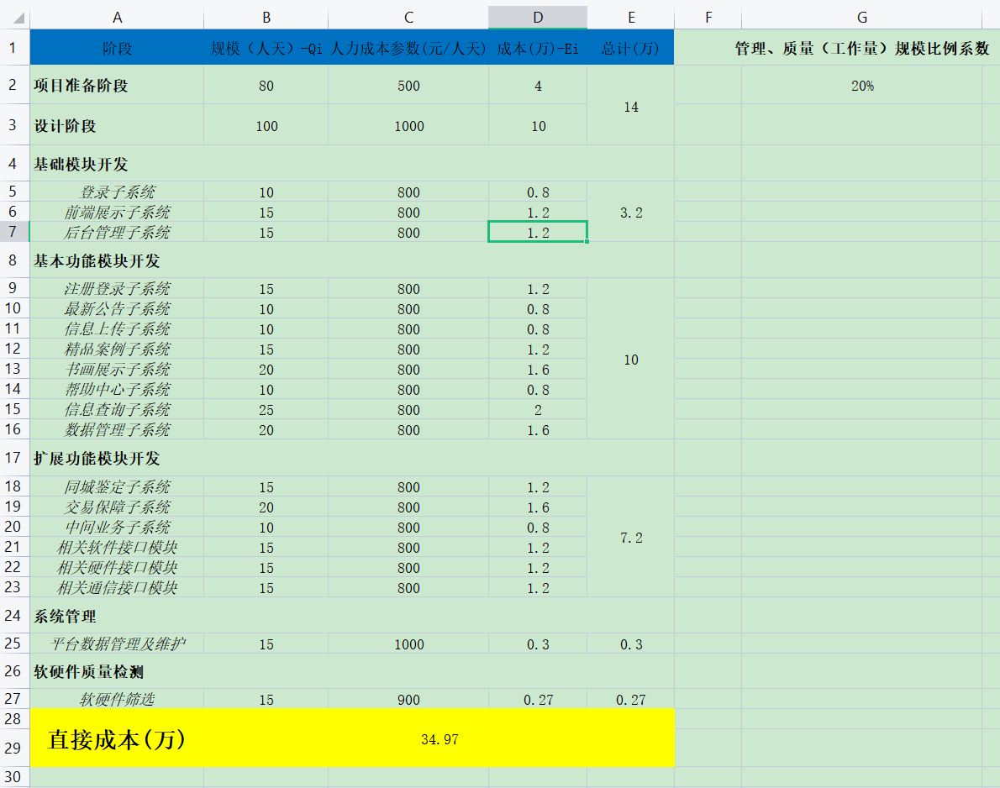 A B C D E F G
1 阶段 规模（人天）-Qi 人力成本参数(元/人天) 成本(万)-Ei 总计(万) 管理、质量（工作量）规模比例系数
2 项目准备阶段 80 500 4 14 20%
3 设计阶段 100 1000 10
4 基础模块开发
5 登录子系统 10 800 0.8
6 前端展示子系统 15 800 1.2 3.2
7 后台管理子系统 15 800 1.2
8 基本功能模块开发
9 注册登录子系统 15 800 1.2
10 最新公告子系统 10 800 0.8
11 信息上传子系统 10 800 0.8
12 精品案例子系统 15 800 1.2 10
13 书画展示子系统 20 800 1.6
14 帮助中心子系统 10 800 0.8
15 信息查询子系统 25 800 2
16 数据管理子系统 20 800 1.6
17 扩展功能模块开发
18 同城鉴定子系统 15 800 1.2
19 交易保障子系统 20 800 1.6
20 中间业务子系统 10 800 0.8 7.2
21 相关软件接口模块 15 800 1.2
22 相关硬件接口模块 15 800 1.2
23 相关通信接口模块 15 800 1.2
24 系统管理
25 平台数据管理及维护 15 1000 0.3 0.3
26 软硬件质量检测
27 软硬件筛选 15 900 0.27 0.27
28
29 直接成本(万) 34.97
30